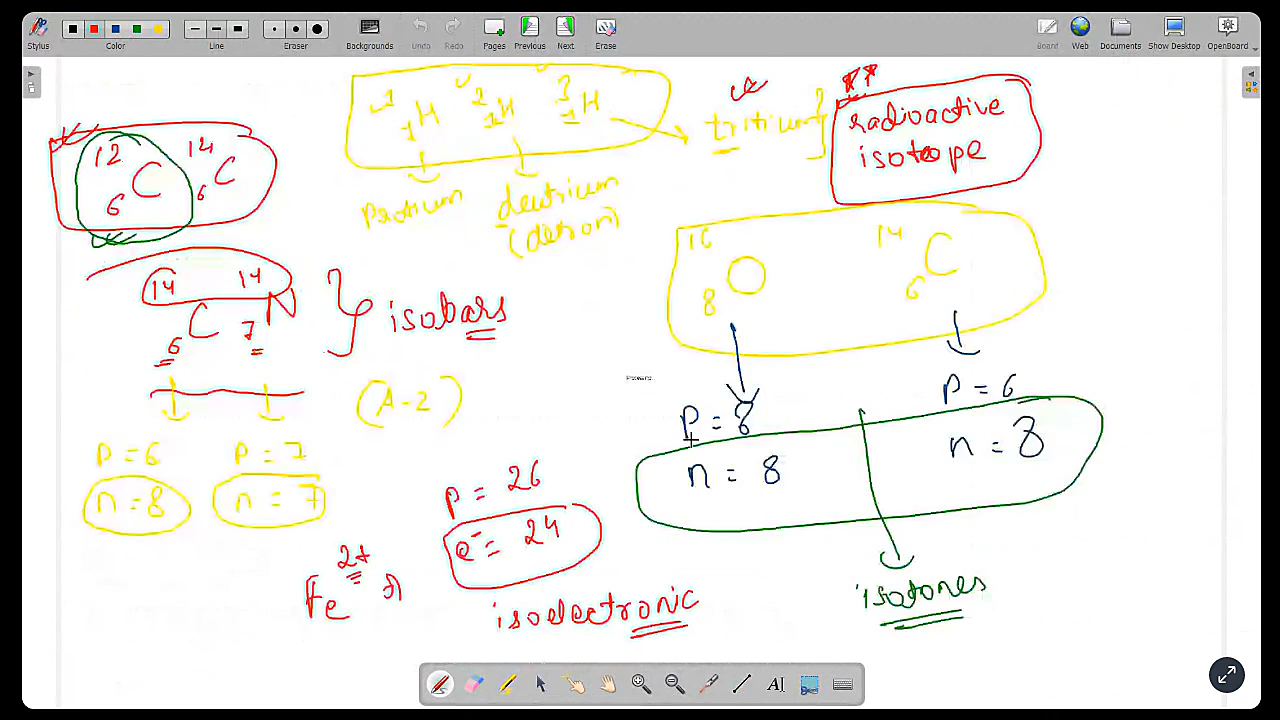 Stylus
Color
Line
Eraser
Backgrounds
Undo
Redo
Pages
Previous
Next
Erase
Board
Web
Documents
Show Desktop
OpenBoard
1 1 H 2 1 H 3 1 H
tritium
radioactive
isotope
12 6 C 14 6 C
Protium
deutrium
(detron)
14 6 C 14 7 N
isobars
16 8 O 14 6 C
(A-Z)
P = 6 P = 7
n = 8 n = 7
P = 8 P = 6
n = 8 n = 8
P = 26
e- = 24
Fe 2+
isoelectronic
isotones